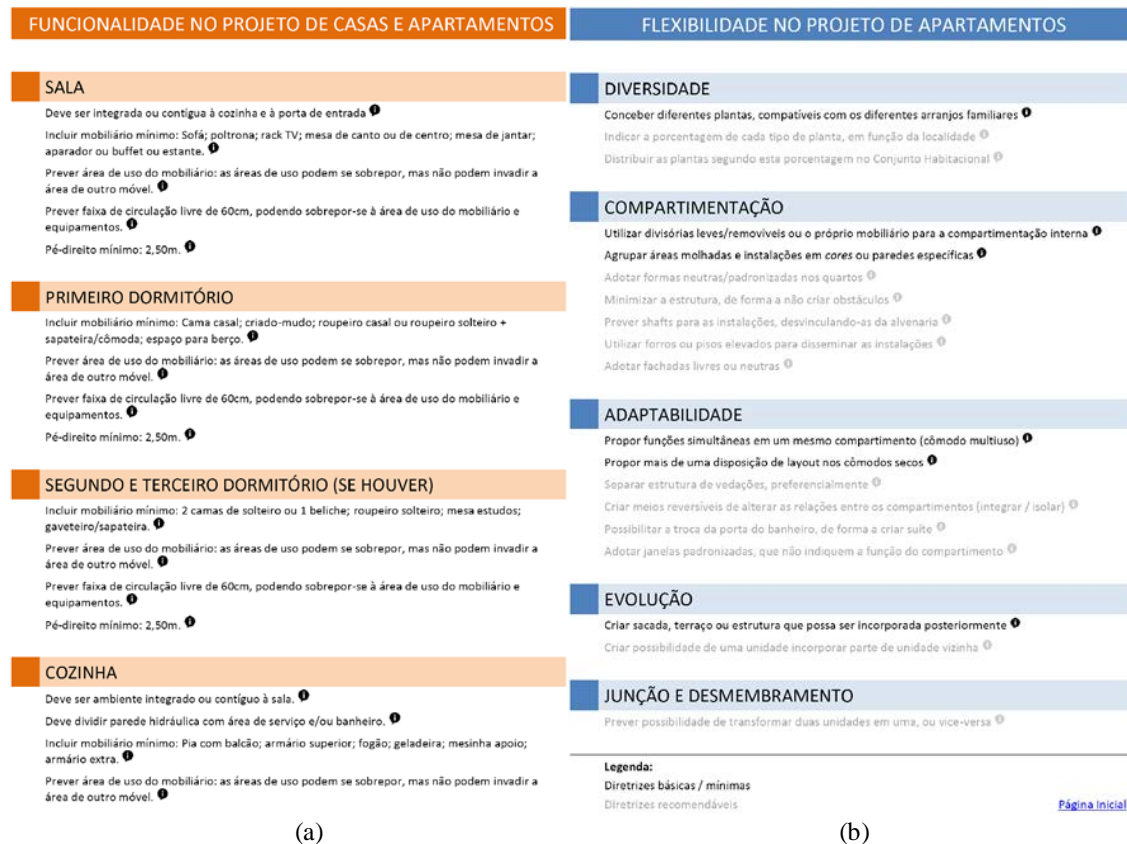 FUNCIONALIDADE NO PROJETO DE CASAS E APARTAMENTOS
SALA
Deve ser integrada ou contígua à cozinha e à porta de entrada
Incluir mobiliário mínimo: Sofá; poltrona; rack TV; mesa de canto ou de centro; mesa de jantar;
aparador ou buffet ou estante.
Prever área de uso do mobiliário: as áreas de uso podem se sobrepor, mas não podem invadir a
área de outro móvel.
Prever faixa de circulação livre de 60cm, podendo sobrepor-se à área de uso do mobiliário e
equipamentos.
Pé-direito mínimo: 2,50m.
PRIMEIRO DORMITÓRIO
Incluir mobiliário mínimo: Cama casal; criado-mudo; roupeiro casal ou roupeiro solteiro +
sapateira/cômoda; espaço para berço.
Prever área de uso do mobiliário: as áreas de uso podem se sobrepor, mas não podem invadir a
área de outro móvel.
Prever faixa de circulação livre de 60cm, podendo sobrepor-se à área de uso do mobiliário e
equipamentos.
Pé-direito mínimo: 2,50m.
SEGUNDO E TERCEIRO DORMITÓRIO (SE HOUVER)
Incluir mobiliário mínimo: 2 camas de solteiro ou 1 beliche; roupeiro solteiro; mesa estudos;
gaveteiro/sapateira.
Prever área de uso do mobiliário: as áreas de uso podem se sobrepor, mas não podem invadir a
área de outro móvel.
Prever faixa de circulação livre de 60cm, podendo sobrepor-se à área de uso do mobiliário e
equipamentos.
Pé-direito mínimo: 2,50m.
COZINHA
Deve ser ambiente integrado ou contíguo à sala.
Deve dividir parede hidráulica com área de serviço e/ou banheiro.
Incluir mobiliário mínimo: Pia com balcão; armário superior; fogão; geladeira; mesinha apoio;
armário extra.
Prever área de uso do mobiliário: as áreas de uso podem se sobrepor, mas não podem invadir a
área de outro móvel.
(a)
FLEXIBILIDADE NO PROJETO DE APARTAMENTOS
DIVERSIDADE
Conceber diferentes plantas, compatíveis com os diferentes arranjos familiares
Indicar a porcentagem de cada tipo de planta, em função da localidade
Distribuir as plantas segundo esta porcentagem no Conjunto Habitacional
COMPARTIMENTAÇÃO
Utilizar divisórias leves/removíveis ou o próprio mobiliário para a compartimentação interna
Agrupar áreas molhadas e instalações em cores ou paredes específicas
Adotar formas neutras/padronizadas nos quartos
Minimizar a estrutura, de forma a não criar obstáculos
Prever shafts para as instalações, desvinculando-as da alvenaria
Utilizar forros ou pisos elevados para disseminar as instalações
Adotar fachadas livres ou neutras
ADAPTABILIDADE
Propor funções simultâneas em um mesmo compartimento (cômodo multiuso)
Propor mais de uma disposição de layout nos cômodos secos
Separar estrutura de vedações, preferencialmente
Criar meios reversíveis de alterar as relações entre os compartimentos (integrar / isolar)
Possibilitar a troca da porta do banheiro, de forma a criar suíte
Adotar janelas padronizadas, que não indiquem a função do compartimento
EVOLUÇÃO
Criar sacada, terraço ou estrutura que possa ser incorporada posteriormente
Criar possibilidade de uma unidade incorporar parte de unidade vizinha
JUNÇÃO E DESMEMBRAMENTO
Prever possibilidade de transformar duas unidades em uma, ou vice-versa
Legenda:
Diretrizes básicas / mínimas
Diretrizes recomendáveis
Página Inicial
(b)